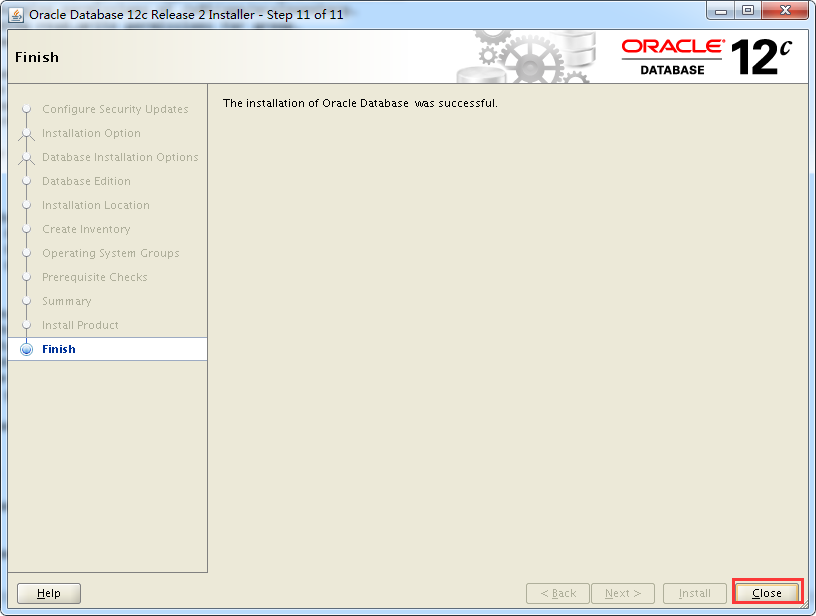 Oracle Database 12c Release 2 Installer - Step 11 of 11
Finish
ORACLE®
DATABASE
12c
Configure Security Updates
Installation Option
Database Installation Options
Database Edition
Installation Location
Create Inventory
Operating System Groups
Prerequisite Checks
Summary
Install Product
Finish
The installation of Oracle Database was successful.
Help
< Back
Next >
Install
Close